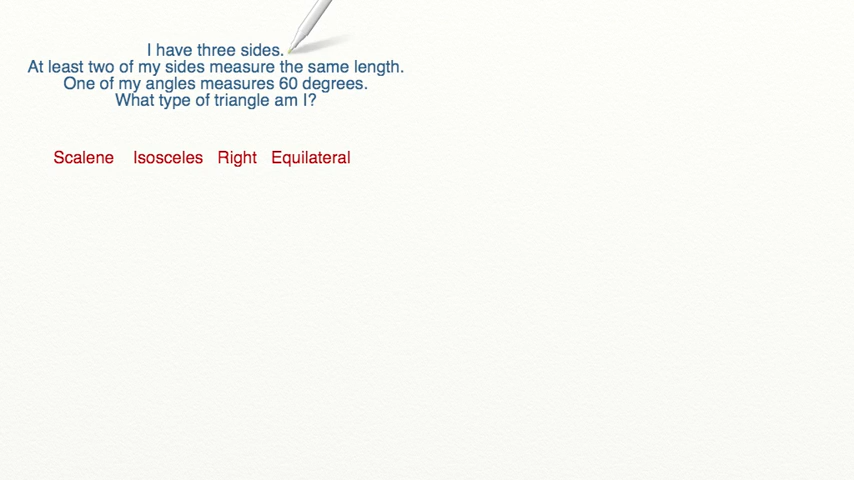 I have three sides.
At least two of my sides measure the same length.
One of my angles measures 60 degrees.
What type of triangle am I?
Scalene Isosceles Right Equilateral